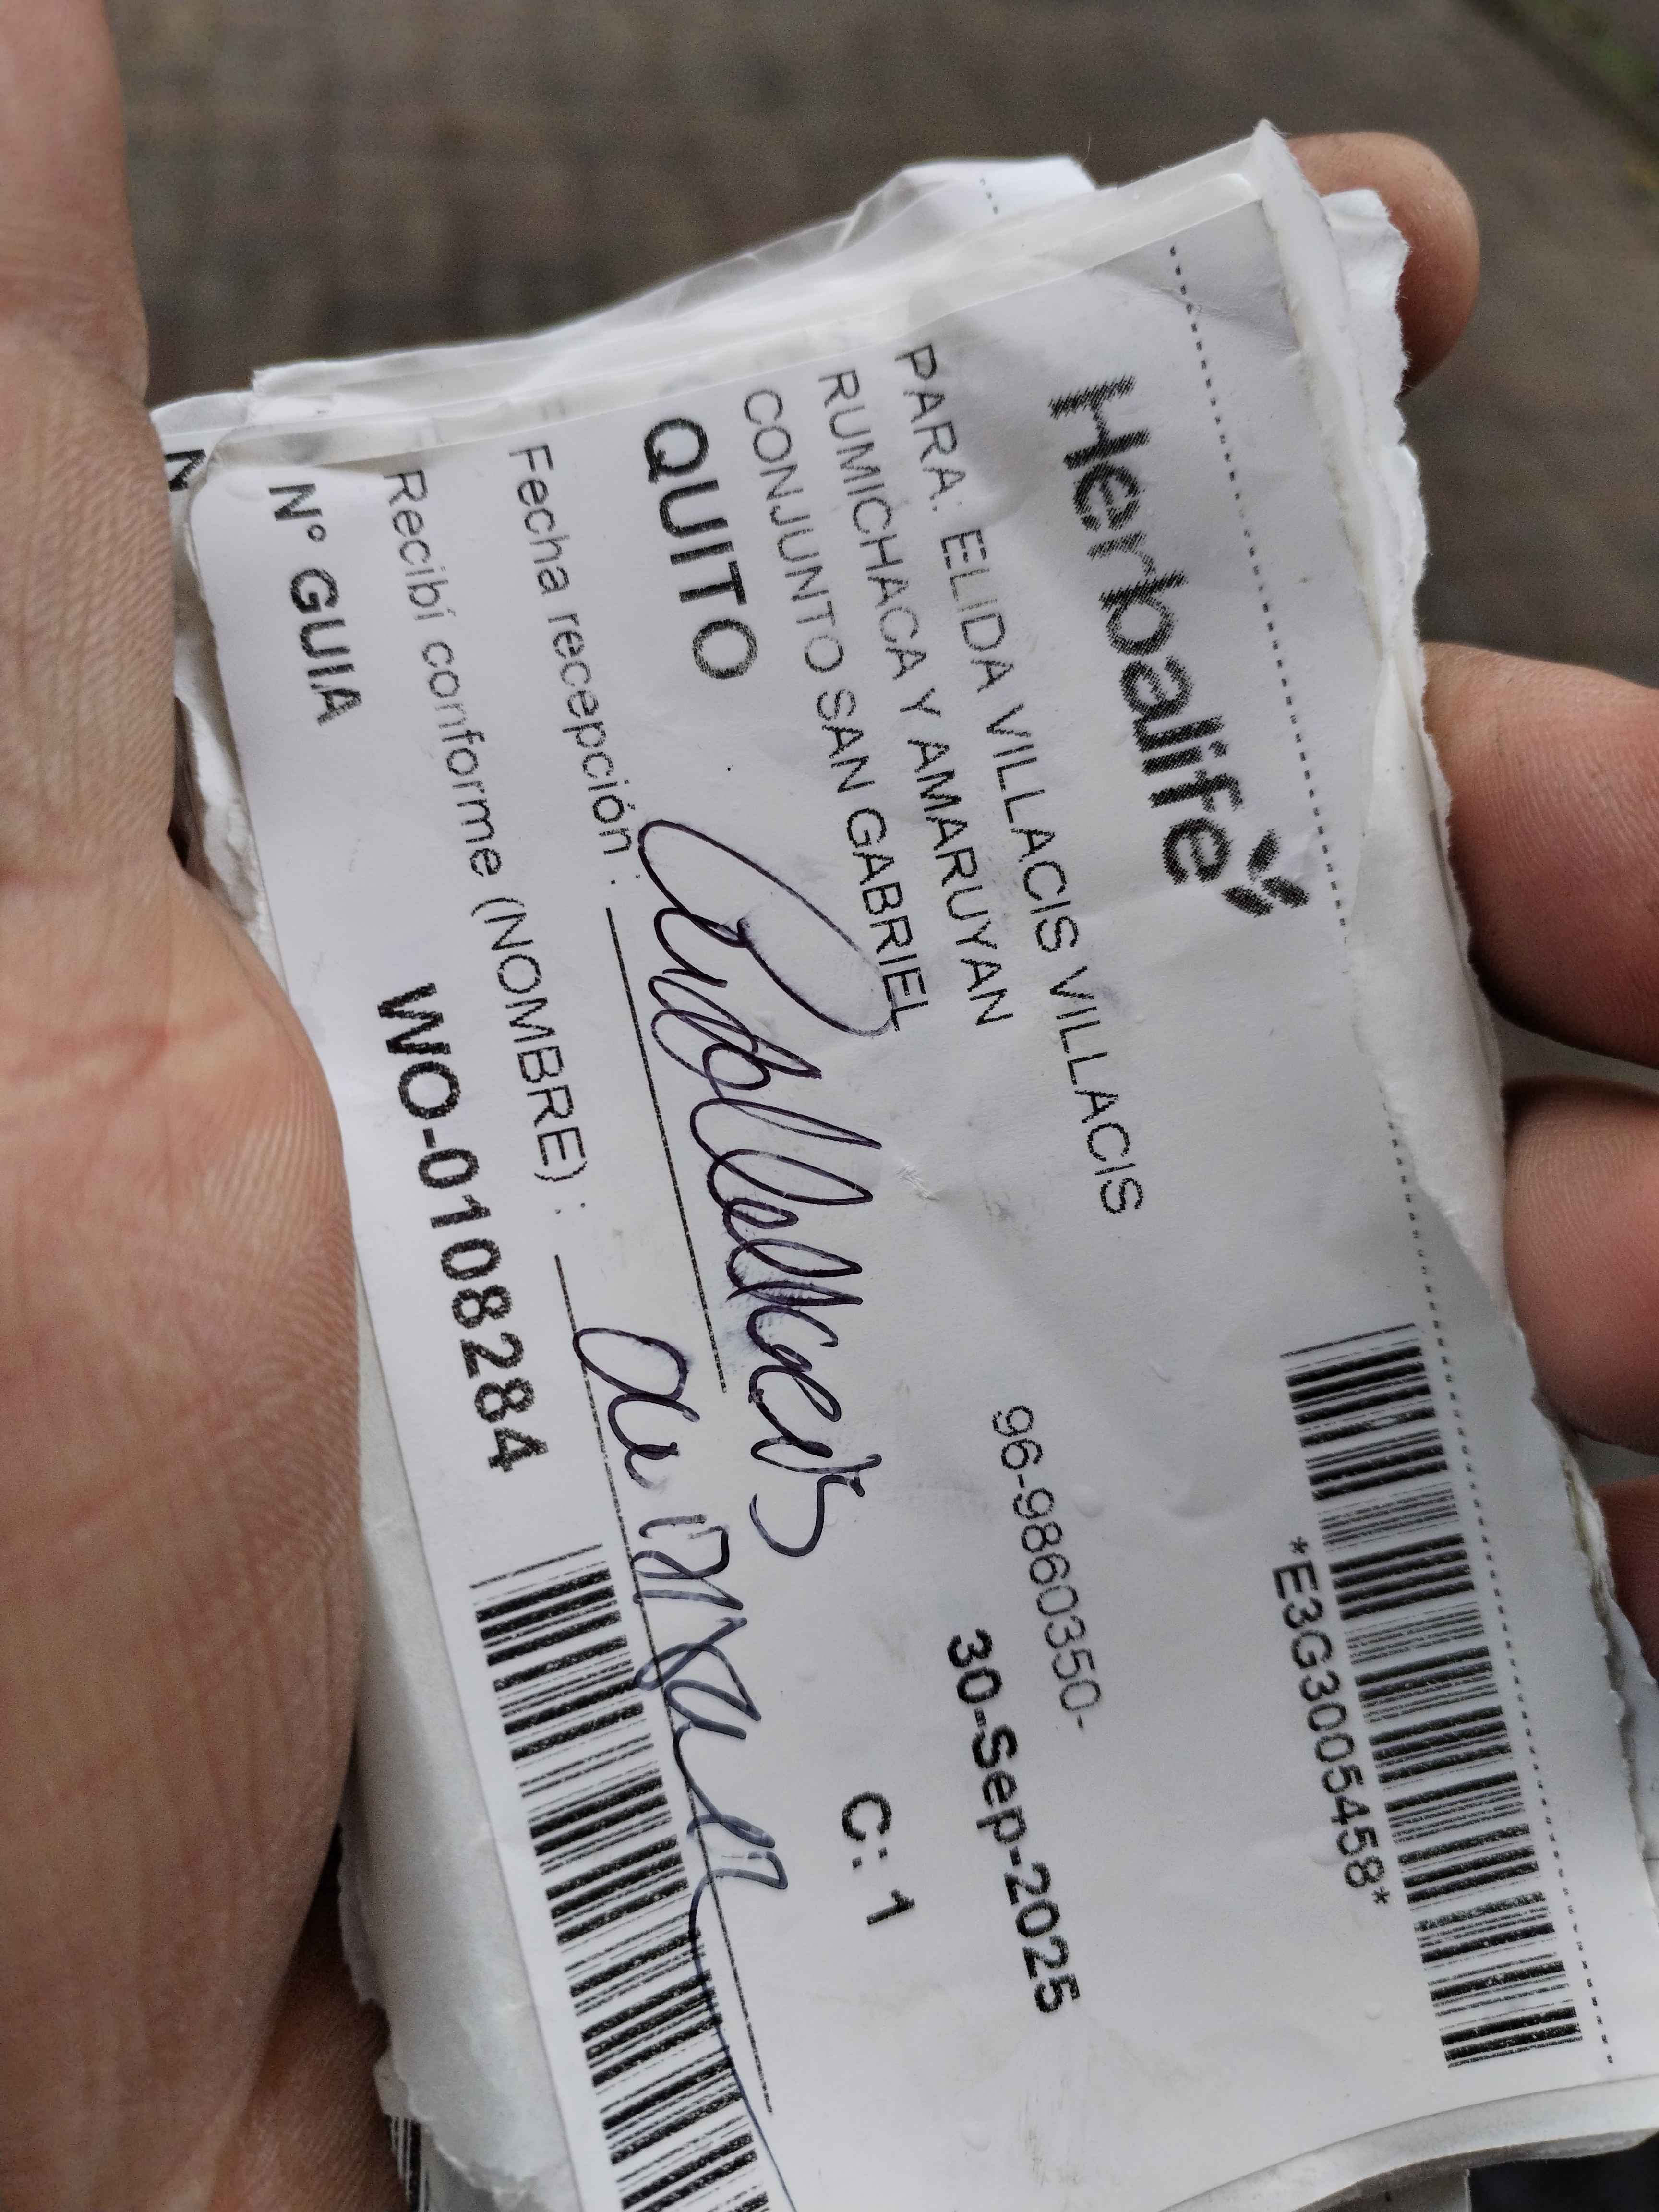 *E3G3005458*
Herbalife
PARA: ELIDA VILLACIS VILLACIS
96-9860350-
RUMICHACA Y AMARUYAN
CONJUNTO SAN GABRIEL
30-Sep-2025
QUITO
C: 1
Fecha recepción :
Recibí conforme (NOMBRE) :
N° GUIA WO-0108284
N